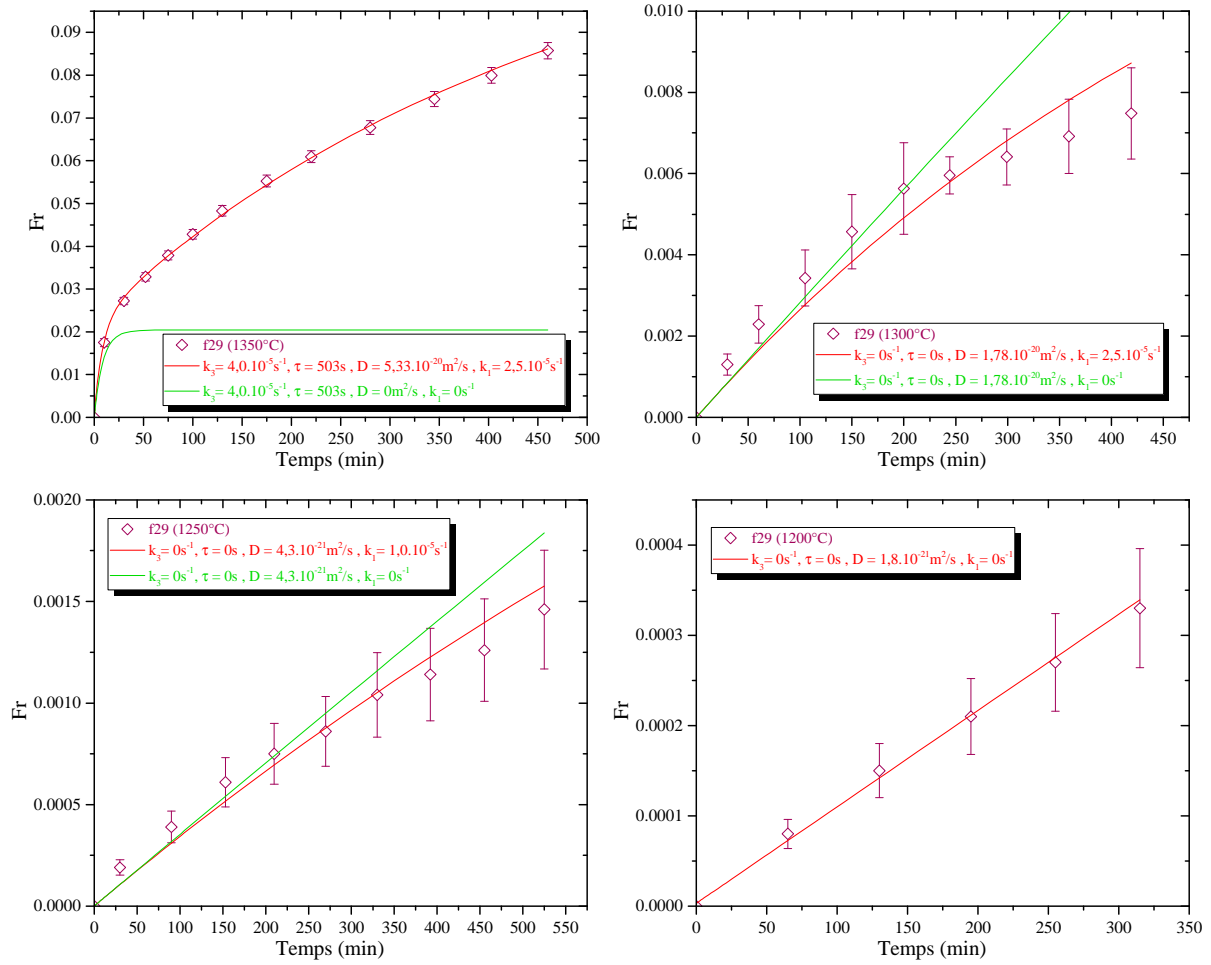 0.09
0.08
0.07
0.06
0.05
0.04
0.03
0.02
0.01
0.00
Fr
0 50 100 150 200 250 300 350 400 450 500
Temps (min)
f29 (1350°C)
k₃= 4,0.10⁻⁵s⁻¹, τ = 503s , D = 5,33.10⁻²⁰m²/s , k₁= 2,5.10⁻⁵s⁻¹
k₃= 4,0.10⁻⁵s⁻¹, τ = 503s , D = 0m²/s , k₁= 0s⁻¹
0.010
0.008
0.006
0.004
0.002
0.000
Fr
0 50 100 150 200 250 300 350 400 450
Temps (min)
f29 (1300°C)
k₃= 0s⁻¹, τ = 0s , D = 1,78.10⁻²⁰m²/s , k₁= 2,5.10⁻⁵s⁻¹
k₃= 0s⁻¹, τ = 0s , D = 1,78.10⁻²⁰m²/s , k₁= 0s⁻¹
0.0020
0.0015
0.0010
0.0005
0.0000
Fr
0 50 100 150 200 250 300 350 400 450 500 550
Temps (min)
f29 (1250°C)
k₃= 0s⁻¹, τ = 0s , D = 4,3.10⁻²¹m²/s , k₁= 1,0.10⁻⁵s⁻¹
k₃= 0s⁻¹, τ = 0s , D = 4,3.10⁻²¹m²/s , k₁= 0s⁻¹
0.0004
0.0003
0.0002
0.0001
0.0000
Fr
0 50 100 150 200 250 300 350
Temps (min)
f29 (1200°C)
k₃= 0s⁻¹, τ = 0s , D = 1,8.10⁻²¹m²/s , k₁= 0s⁻¹